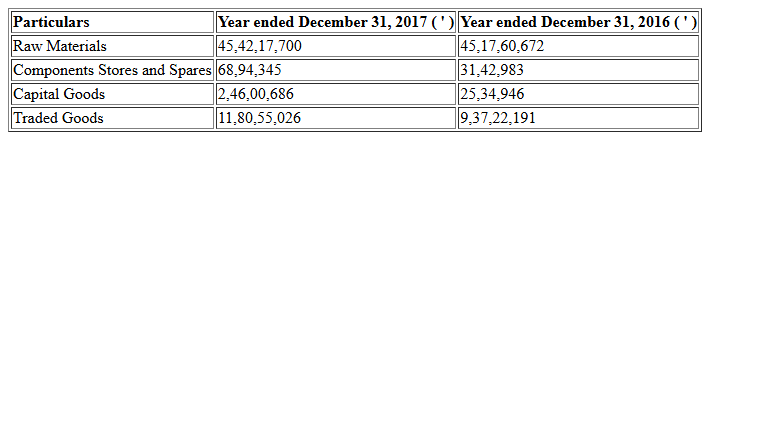 Particulars Year ended December 31, 2017 ( ' ) Year ended December 31, 2016 ( ' )
Raw Materials 45,42,17,700 45,17,60,672
Components Stores and Spares 68,94,345 31,42,983
Capital Goods 2,46,00,686 25,34,946
Traded Goods 11,80,55,026 9,37,22,191